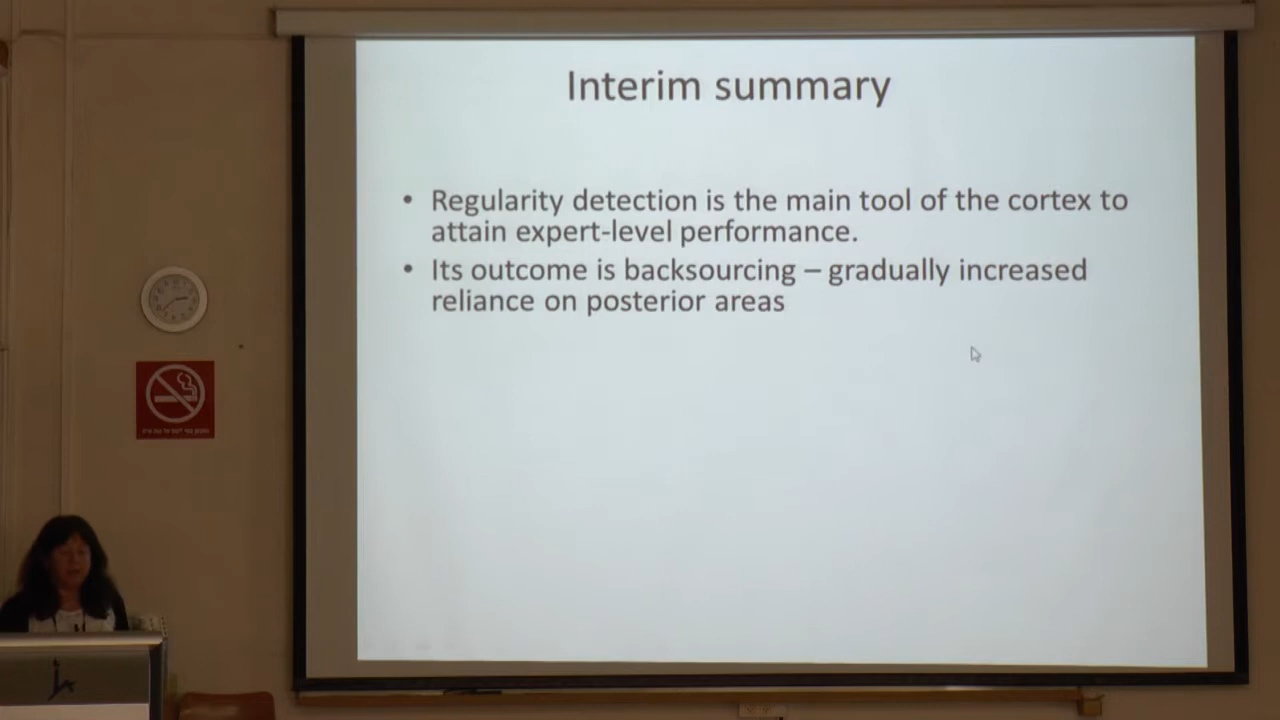 Interim summary
• Regularity detection is the main tool of the cortex to
attain expert-level performance.
• Its outcome is backsourcing – gradually increased
reliance on posterior areas